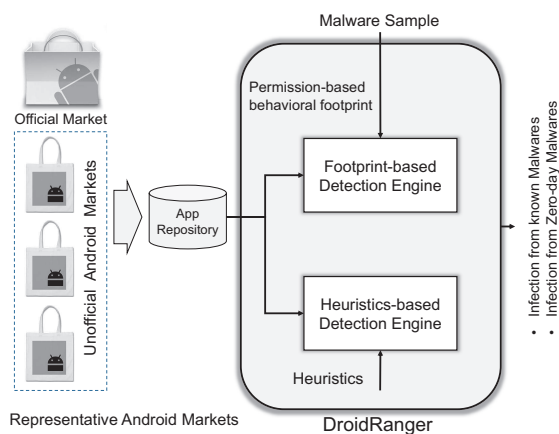 Malware Sample
Official Market
Unofficial Android Markets
App
Repository
Permission-based
behavioral footprint
Footprint-based
Detection Engine
Heuristics-based
Detection Engine
Heuristics
• Infection from known Malwares
• Infection from Zero-day Malwares
Representative Android Markets
DroidRanger